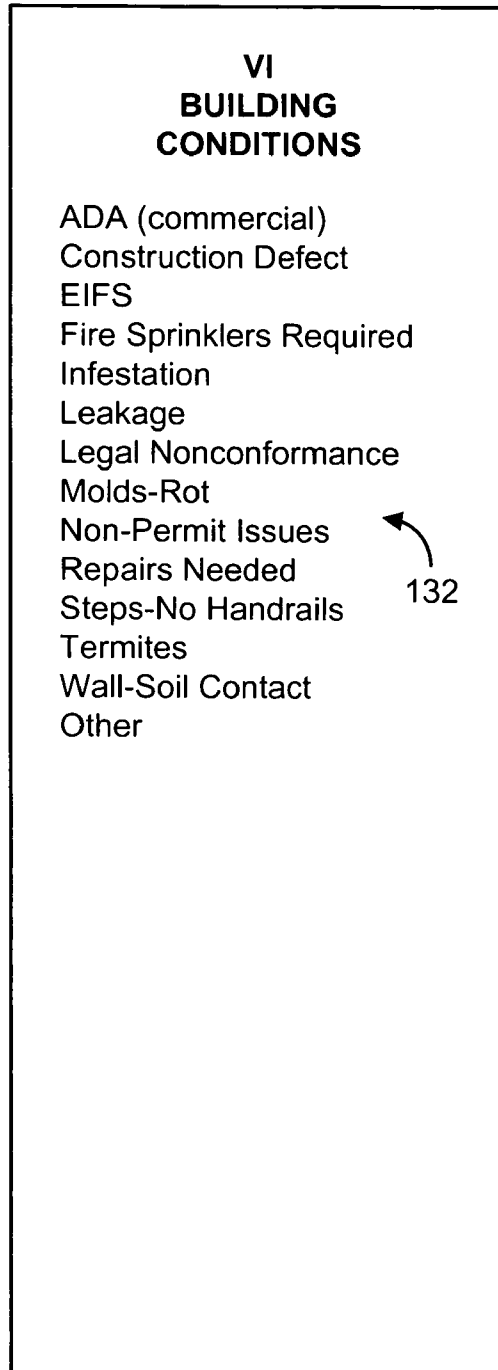 VI
BUILDING
CONDITIONS
ADA (commercial)
Construction Defect
EIFS
Fire Sprinklers Required
Infestation
Leakage
Legal Nonconformance
Molds-Rot
Non-Permit Issues
Repairs Needed
132
Steps-No Handrails
Termites
Wall-Soil Contact
Other